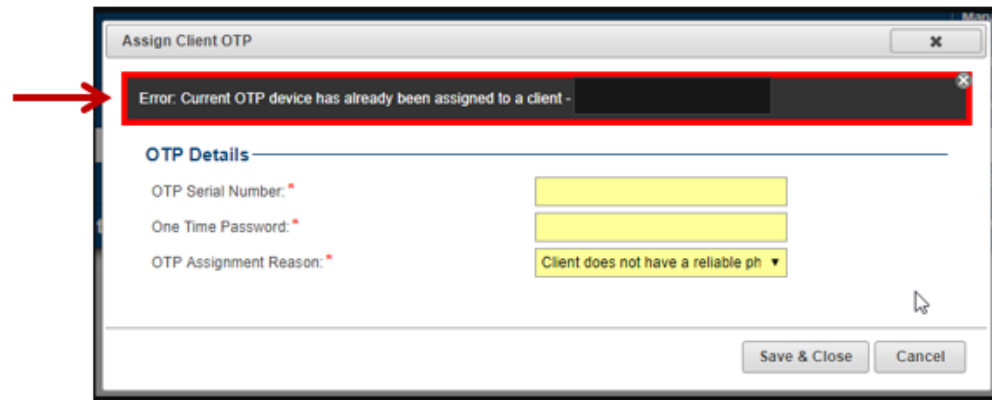 Assign Client OTP
Error: Current OTP device has already been assigned to a client -
OTP Details
OTP Serial Number: *
One Time Password: *
OTP Assignment Reason: *
Client does not have a reliable ph
Save & Close
Cancel